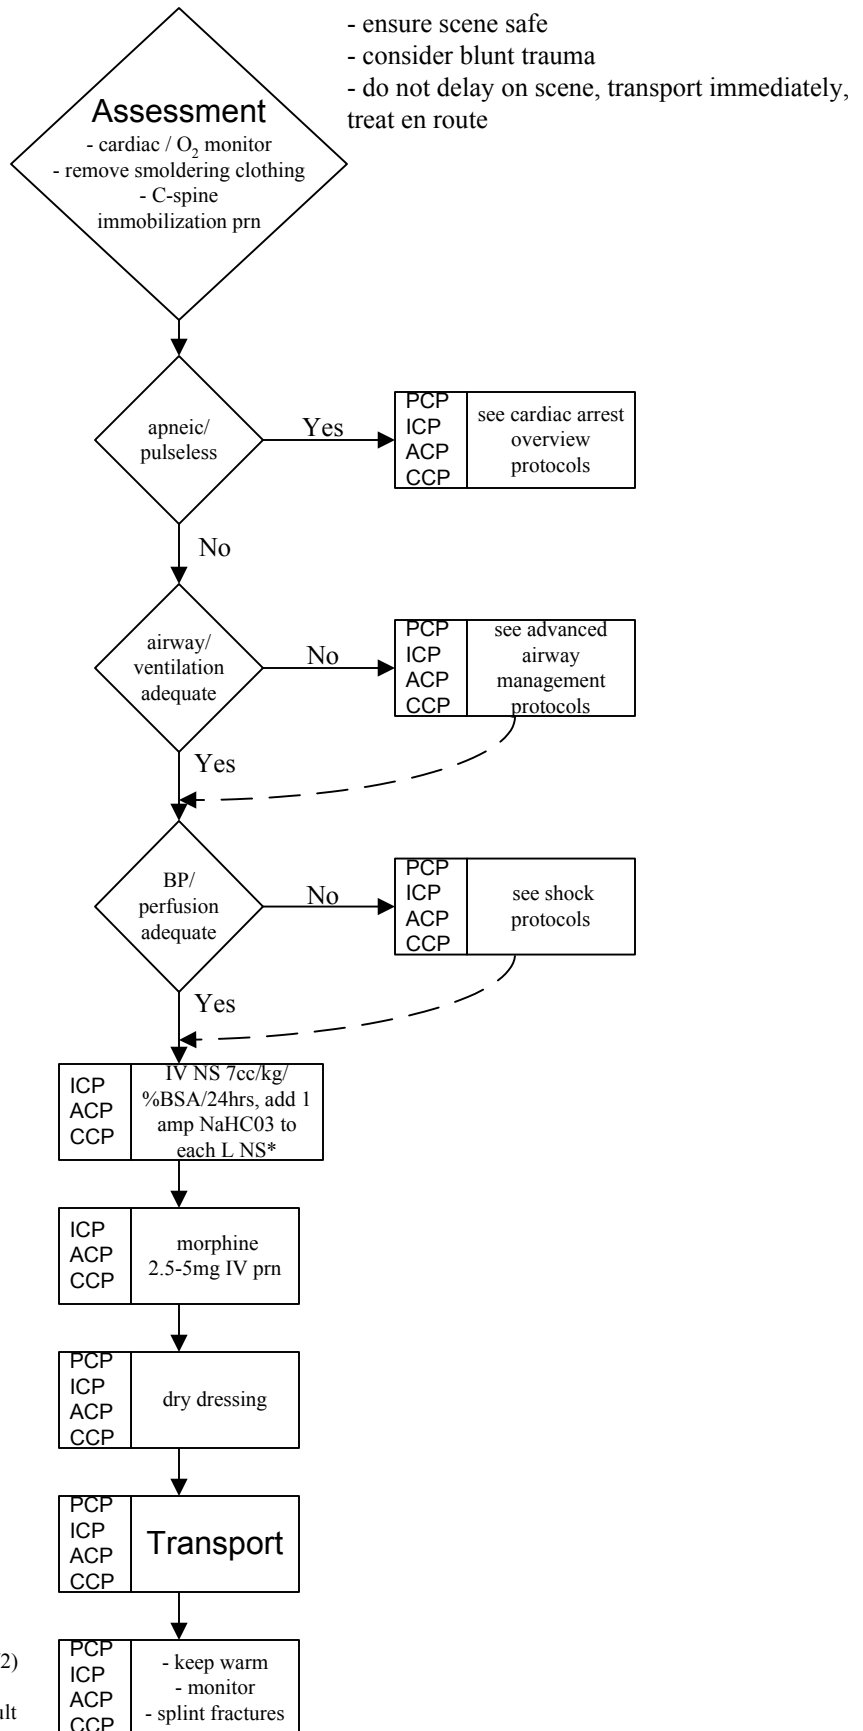 - ensure scene safe
- consider blunt trauma
- do not delay on scene, transport immediately,
treat en route
Assessment
- cardiac / O2 monitor
- remove smoldering clothing
- C-spine
immobilization prn
apneic/
pulseless
Yes
PCP
ICP
ACP
CCP
see cardiac arrest
overview
protocols
No
airway/
ventilation
adequate
No
PCP
ICP
ACP
CCP
see advanced
airway
management
protocols
Yes
BP/
perfusion
adequate
No
PCP
ICP
ACP
CCP
see shock
protocols
Yes
ICP
ACP
CCP
IV NS 7cc/kg/
%BSA/24hrs, add 1
amp NaHC03 to
each L NS*
ICP
ACP
CCP
morphine
2.5-5mg IV prn
PCP
ICP
ACP
CCP
dry dressing
PCP
ICP
ACP
CCP
Transport
2)
ult
PCP
ICP
ACP
CCP
- keep warm
- monitor
- splint fractures